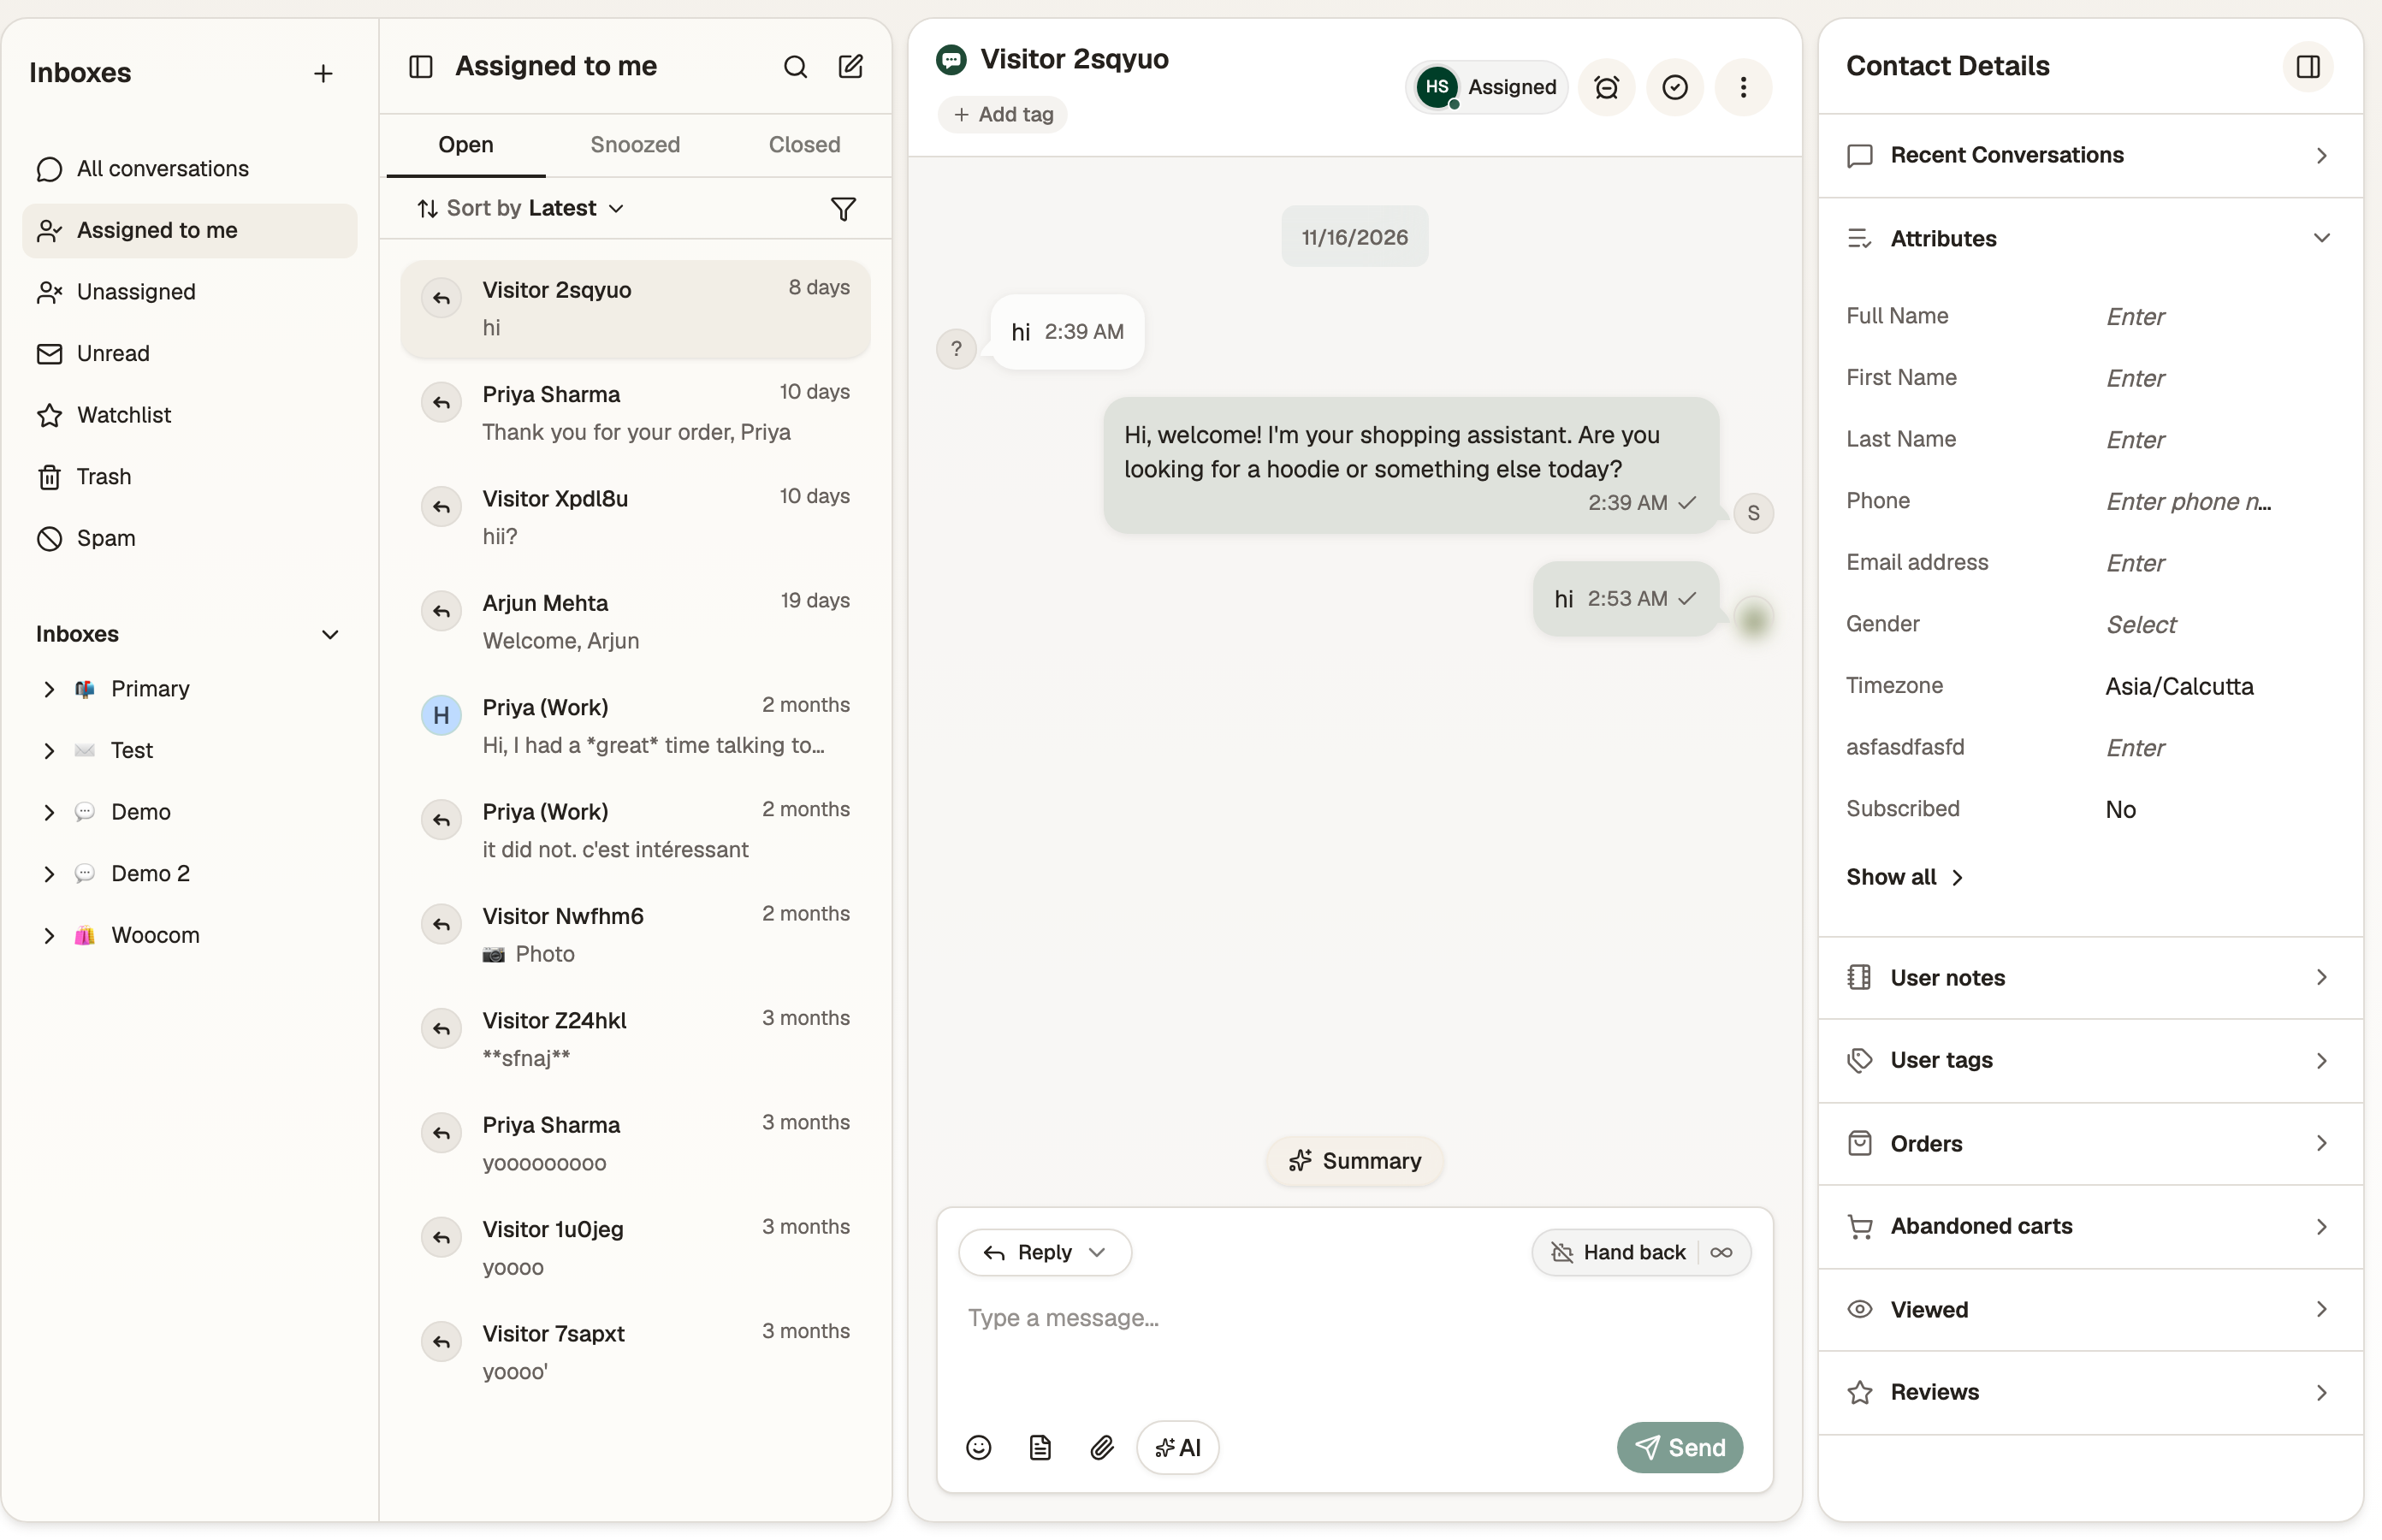 Inboxes
All conversations
Assigned to me
Unassigned
Unread
Watchlist
Trash
Spam
Inboxes
Primary
Test
Demo
Demo 2
Woocom
Assigned to me
Open Snoozed Closed
Sort by Latest
Visitor 2sqyuo 8 days
hi
Priya Sharma 10 days
Thank you for your order, Priya
Visitor Xpdl8u 10 days
hii?
Arjun Mehta 19 days
Welcome, Arjun
H Priya (Work) 2 months
Hi, I had a *great* time talking to...
Priya (Work) 2 months
it did not. c'est intéressant
Visitor Nwfhm6 2 months
📷 Photo
Visitor Z24hkl 3 months
**sfnaj**
Priya Sharma 3 months
yooooooooo
Visitor 1u0jeg 3 months
yoooo
Visitor 7sapxt 3 months
yoooo'
Visitor 2sqyuo
+ Add tag
HS Assigned
11/16/2026
? hi 2:39 AM
Hi, welcome! I'm your shopping assistant. Are you
looking for a hoodie or something else today?
2:39 AM
S
hi 2:53 AM
Summary
Reply
Hand back
Type a message...
AI
Send
Contact Details
Recent Conversations
Attributes
Full Name Enter
First Name Enter
Last Name Enter
Phone Enter phone n...
Email address Enter
Gender Select
Timezone Asia/Calcutta
asfasdfasfd Enter
Subscribed No
Show all
User notes
User tags
Orders
Abandoned carts
Viewed
Reviews